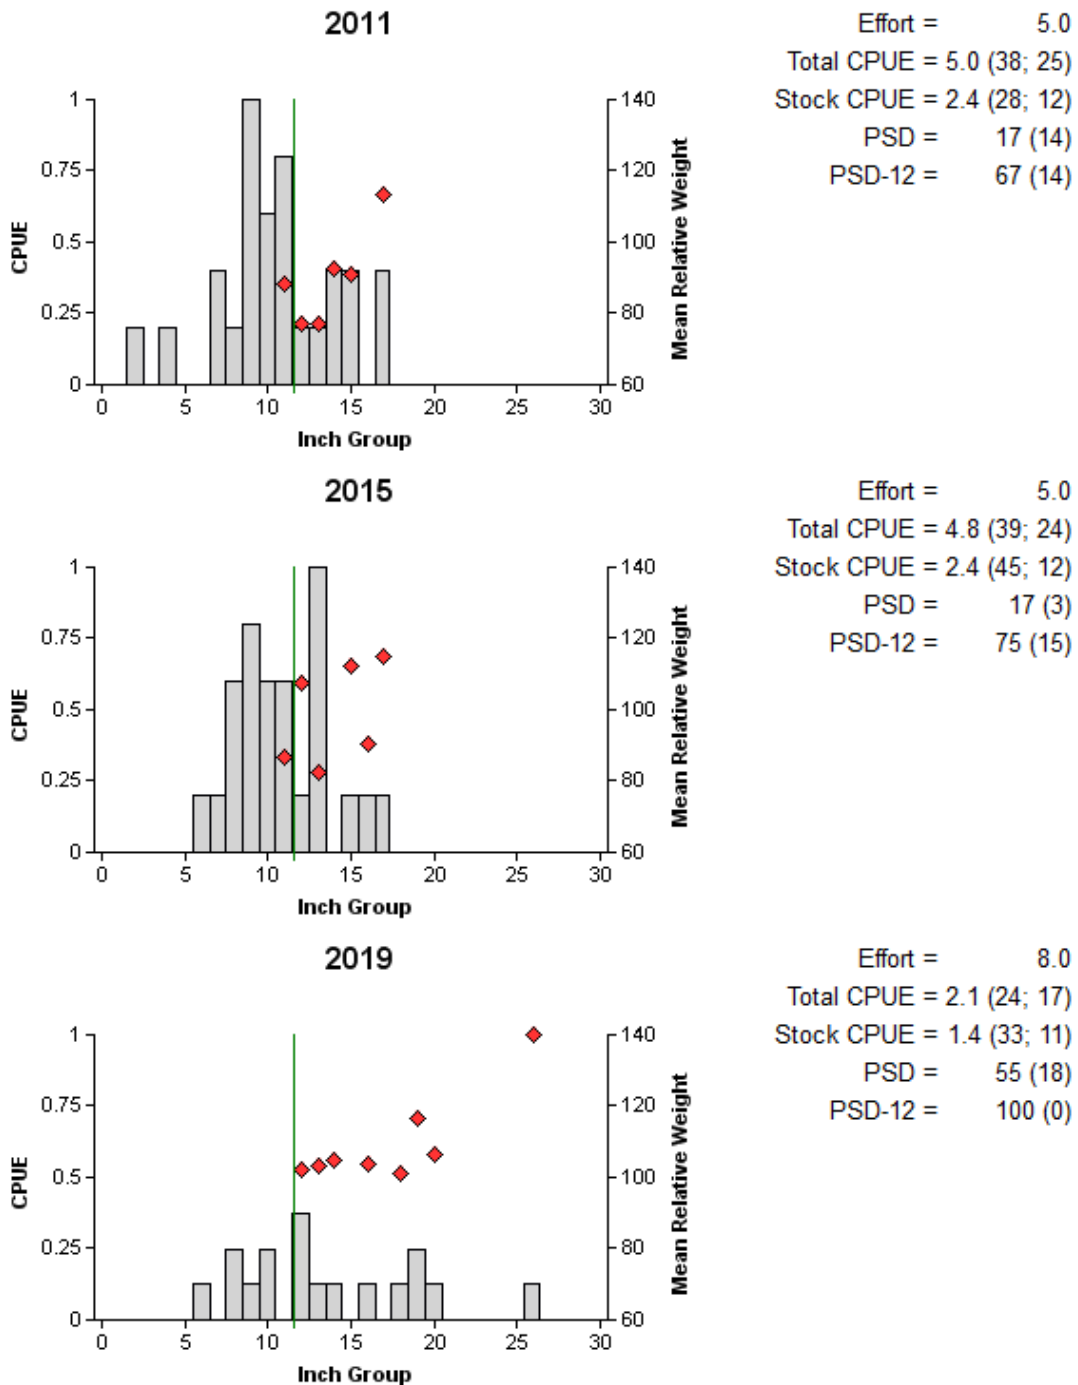 2011
Effort = 5.0
Total CPUE = 5.0 (38; 25)
Stock CPUE = 2.4 (28; 12)
PSD = 17 (14)
PSD-12 = 67 (14)
1 140
0.75 120
0.5 100
0.25 80
0 60
CPUE
Mean Relative Weight
0 5 10 15 20 25 30
Inch Group
2015
Effort = 5.0
Total CPUE = 4.8 (39; 24)
Stock CPUE = 2.4 (45; 12)
PSD = 17 (3)
PSD-12 = 75 (15)
1 140
0.75 120
0.5 100
0.25 80
0 60
CPUE
Mean Relative Weight
0 5 10 15 20 25 30
Inch Group
2019
Effort = 8.0
Total CPUE = 2.1 (24; 17)
Stock CPUE = 1.4 (33; 11)
PSD = 55 (18)
PSD-12 = 100 (0)
1 140
0.75 120
0.5 100
0.25 80
0 60
CPUE
Mean Relative Weight
0 5 10 15 20 25 30
Inch Group